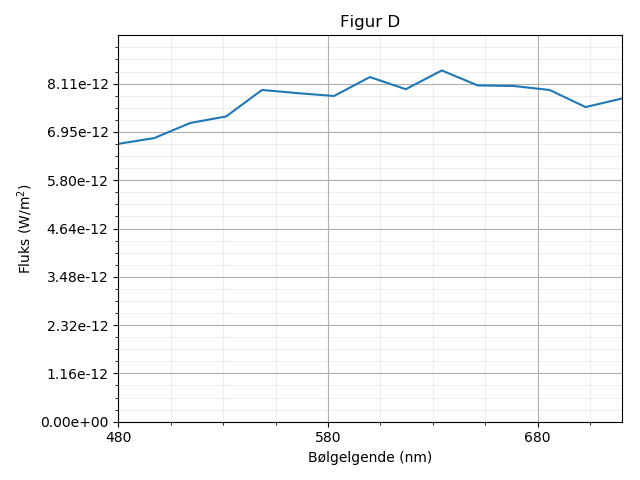 Figur D
8.11e-12
6.95e-12
5.80e-12
4.64e-12
3.48e-12
2.32e-12
1.16e-12
0.00e+00
Fluks (W/m²)
480 580 680
Bølgelgende (nm)